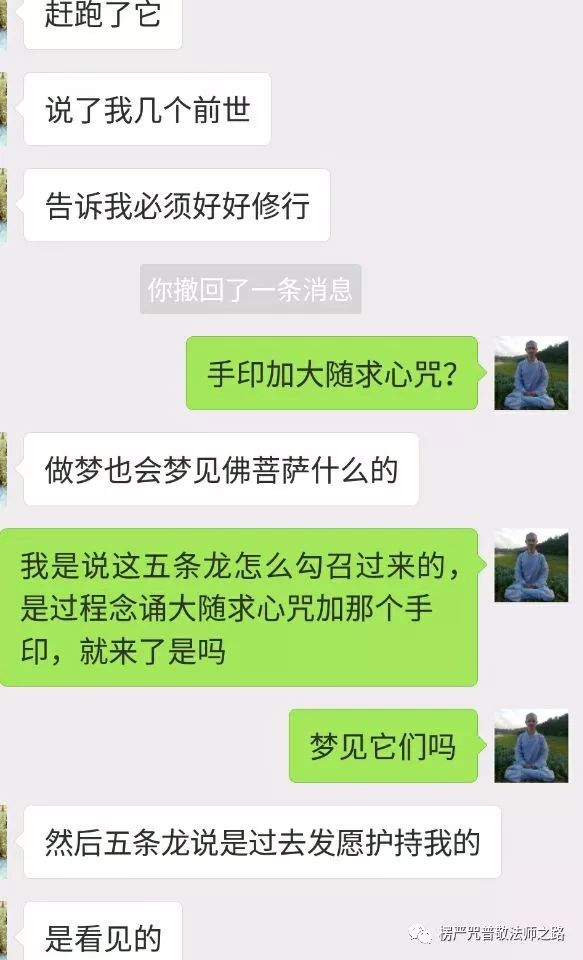 赶跑了它
说了我几个前世
告诉我必须好好修行
你撤回了一条消息
手印加大随求心咒？
做梦也会梦见佛菩萨什么的
我是说这五条龙怎么勾召过来的，
是过程念诵大随求心咒加那个手
印，就来了是吗
梦见它们吗
然后五条龙说是过去发愿护持我的
是看见的
楞严咒普敬法师之路